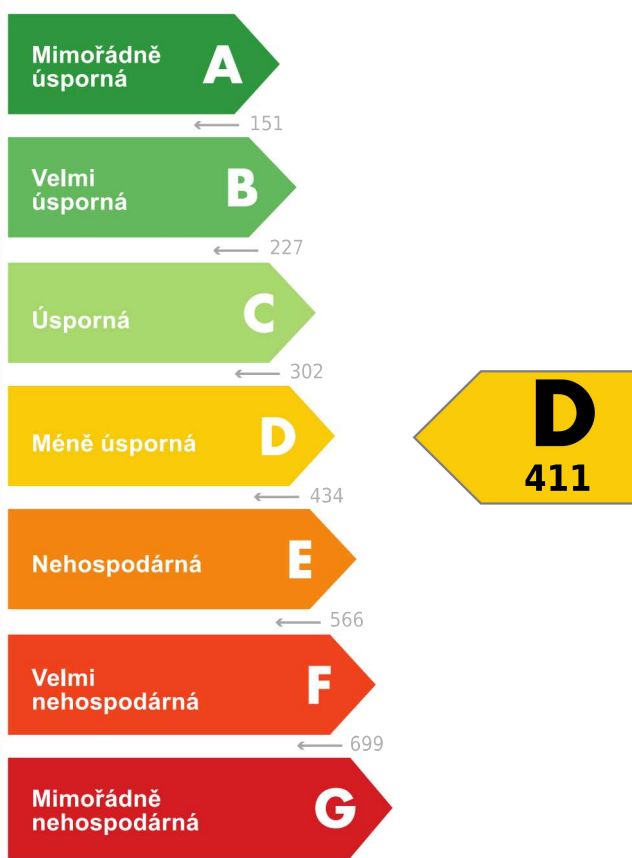 Mimořádně
úsporná
A
← 151
Velmi
úsporná
B
← 227
Úsporná
C
← 302
Méně úsporná
D
← 434
D
411
Nehospodárná
E
← 566
Velmi
nehospodárná
F
← 699
Mimořádně
nehospodárná
G